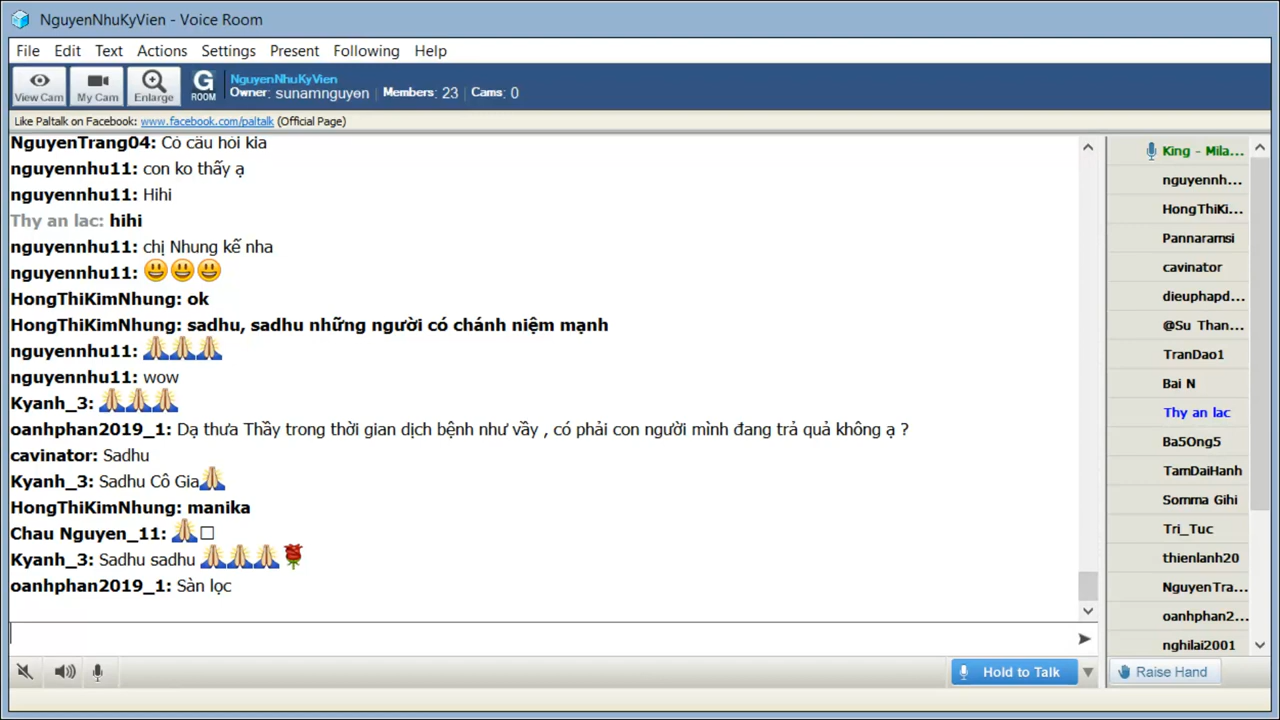 NguyenNhuKyVien - Voice Room
File Edit Text Actions Settings Present Following Help
View Cam My Cam Enlarge G ROOM NguyenNhuKyVien
Owner: sunamnguyen Members: 23 Cams: 0
Like Paltalk on Facebook: www.facebook.com/paltalk (Official Page)
NguyenTrang04: Có câu hỏi kìa
nguyennhu11: con ko thấy ạ
nguyennhu11: Hihi
Thy an lac: hihi
nguyennhu11: chị Nhung kế nha
nguyennhu11: 😃😃😃
HongThiKimNhung: ok
HongThiKimNhung: sadhu, sadhu những người có chánh niệm mạnh
nguyennhu11: 🙏🙏🙏
nguyennhu11: wow
Kyanh_3: 🙏🙏🙏
oanhphan2019_1: Dạ thưa Thầy trong thời gian dịch bệnh như vầy , có phải con người mình đang trả quả không ạ ?
cavinator: Sadhu
Kyanh_3: Sadhu Cô Gia🙏
HongThiKimNhung: manika
Chau Nguyen_11: 🙏□
Kyanh_3: Sadhu sadhu 🙏🙏🙏🌹
oanhphan2019_1: Sàn lọc
Hold to Talk
King - Mila...
nguyennh...
HongThiKi...
Pannaramsi
cavinator
dieuphapd...
@Su Than...
TranDao1
Bai N
Thy an lac
Ba5Ong5
TamDaiHanh
Somma Gihi
Tri_Tuc
thienlanh20
NguyenTra...
oanhphan2...
nghilai2001
Raise Hand